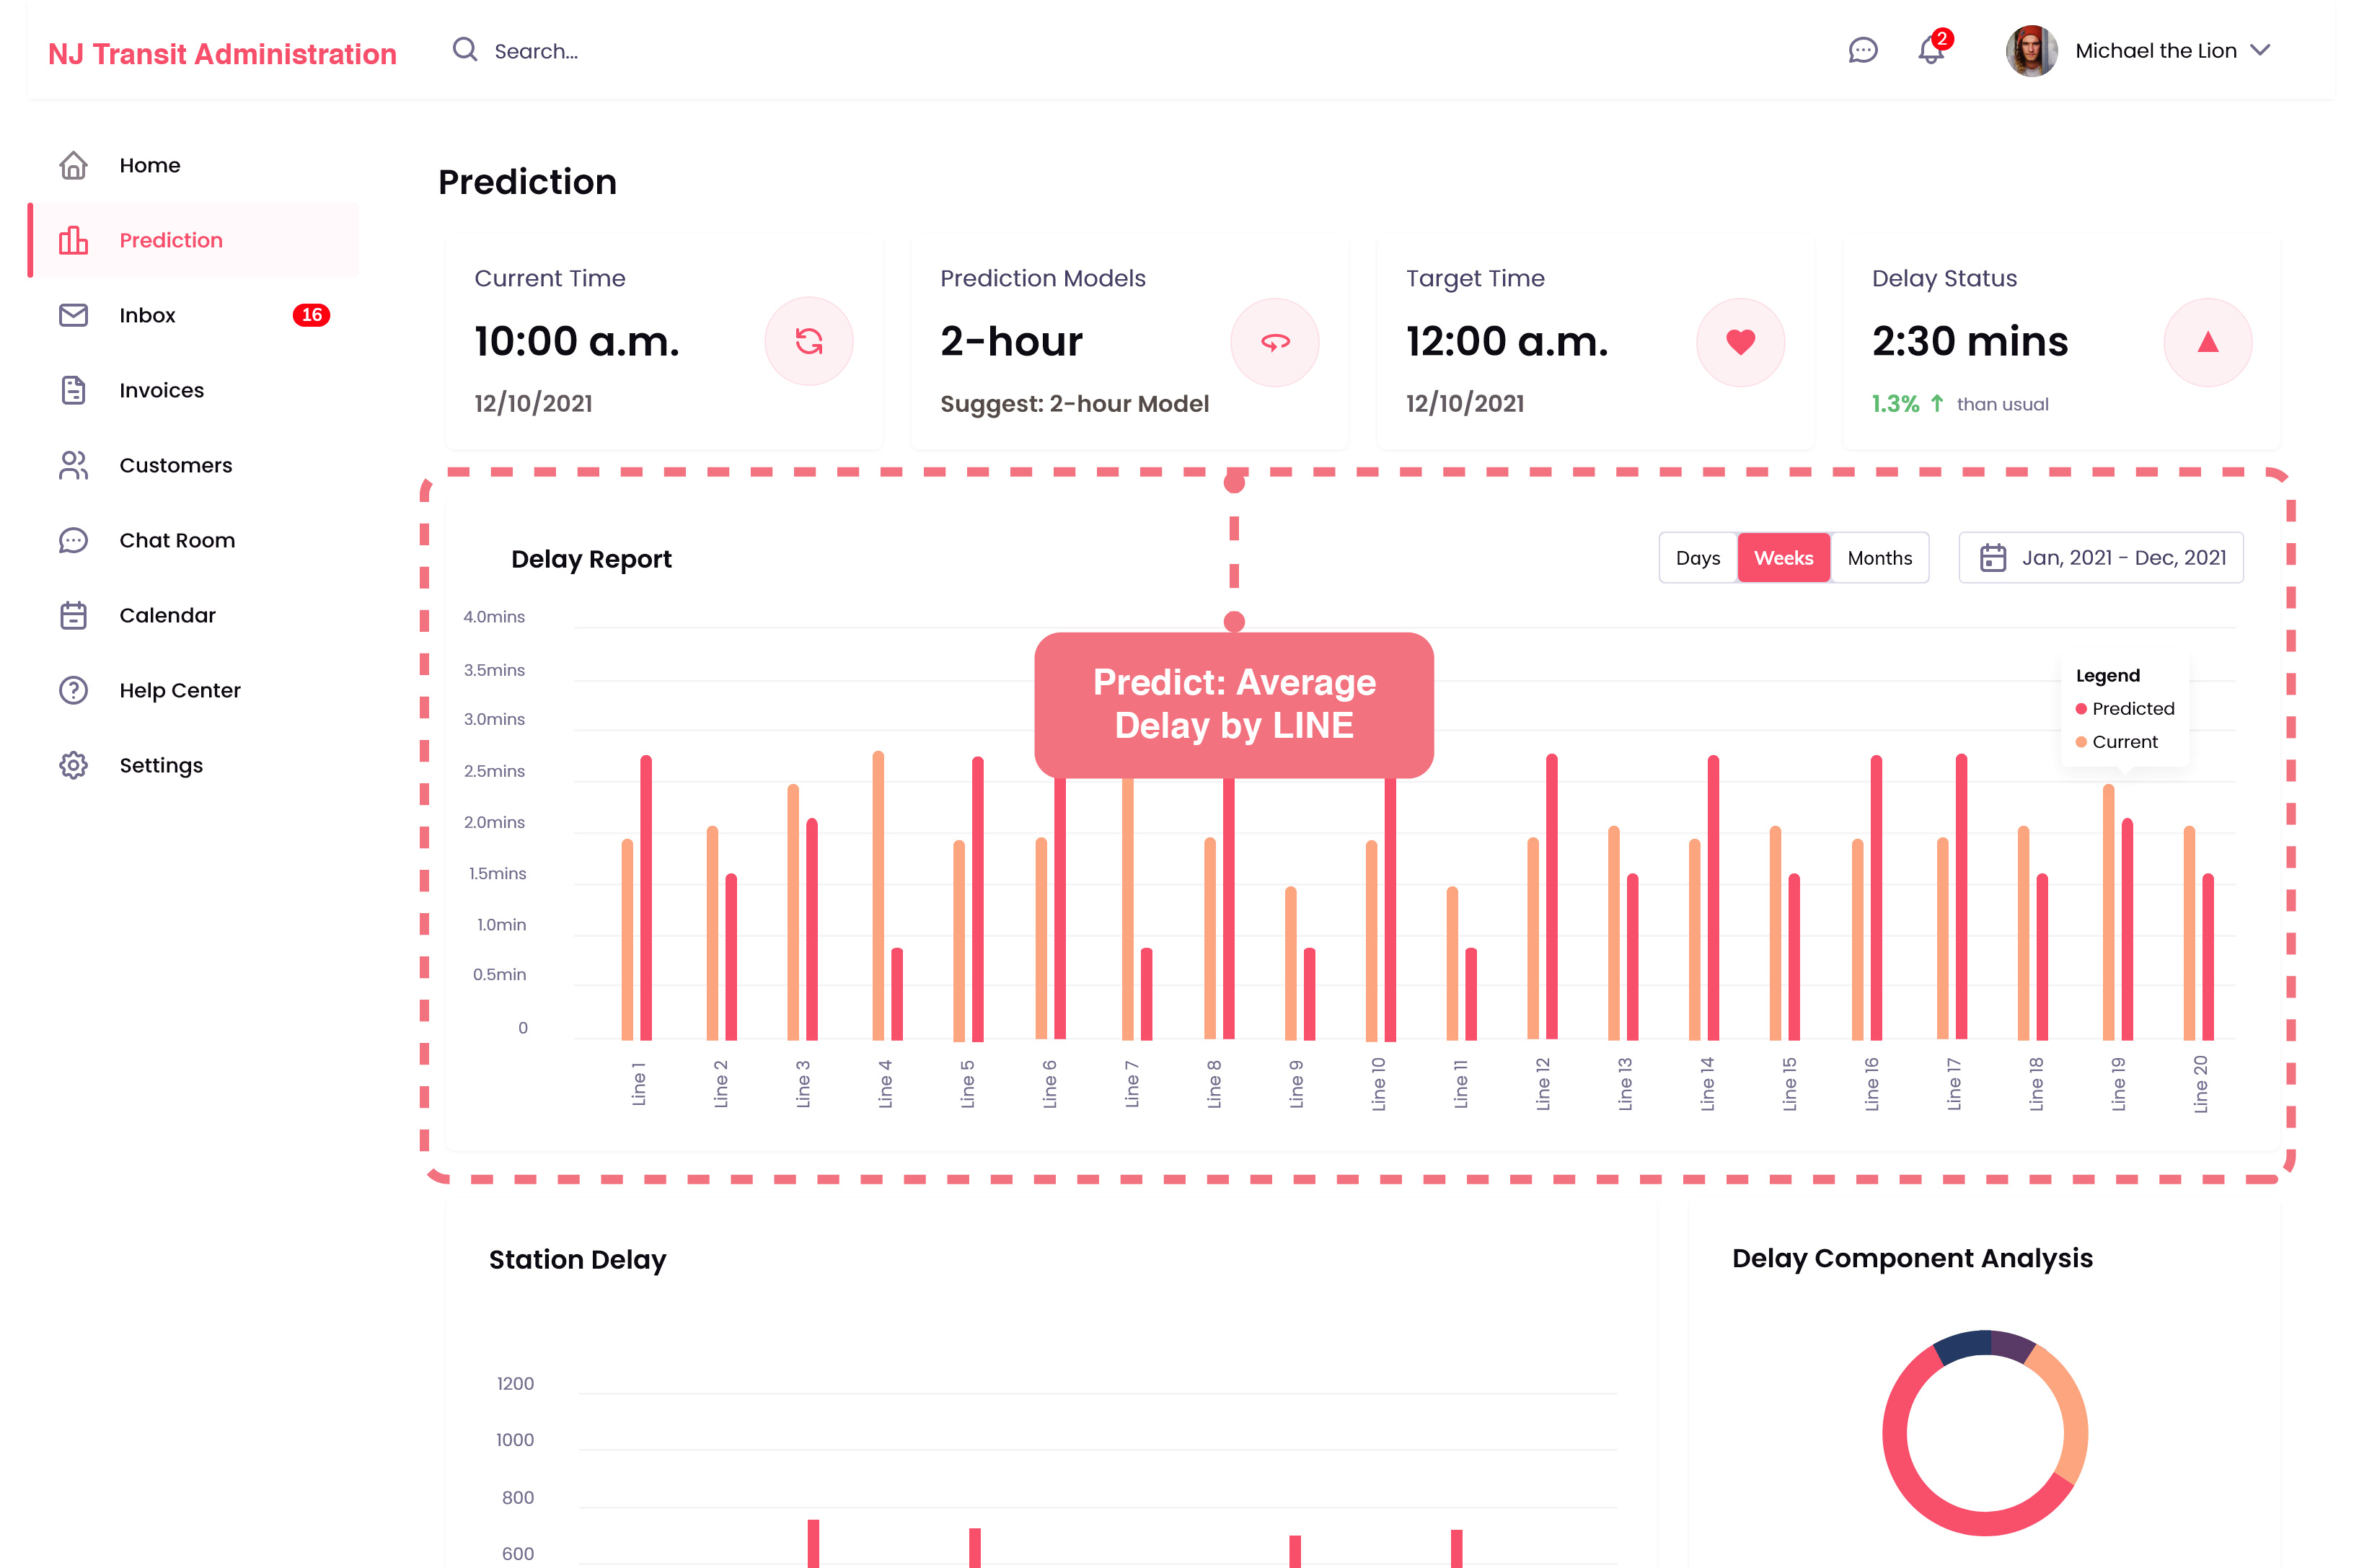 NJ Transit Administration
Search...
2
Michael the Lion
Home
Prediction
Inbox
16
Invoices
Customers
Chat Room
Calendar
Help Center
Settings
Prediction
Current Time
10:00 a.m.
12/10/2021
Prediction Models
2-hour
Suggest: 2-hour Model
Target Time
12:00 a.m.
12/10/2021
Delay Status
2:30 mins
1.3% ↑ than usual
Delay Report
Days
Weeks
Months
Jan, 2021 - Dec, 2021
Predict: Average
Delay by LINE
Legend
Predicted
Current
4.0mins
3.5mins
3.0mins
2.5mins
2.0mins
1.5mins
1.0min
0.5min
0
Line 1
Line 2
Line 3
Line 4
Line 5
Line 6
Line 7
Line 8
Line 9
Line 10
Line 11
Line 12
Line 13
Line 14
Line 15
Line 16
Line 17
Line 18
Line 19
Line 20
Station Delay
1200
1000
800
600
Delay Component Analysis